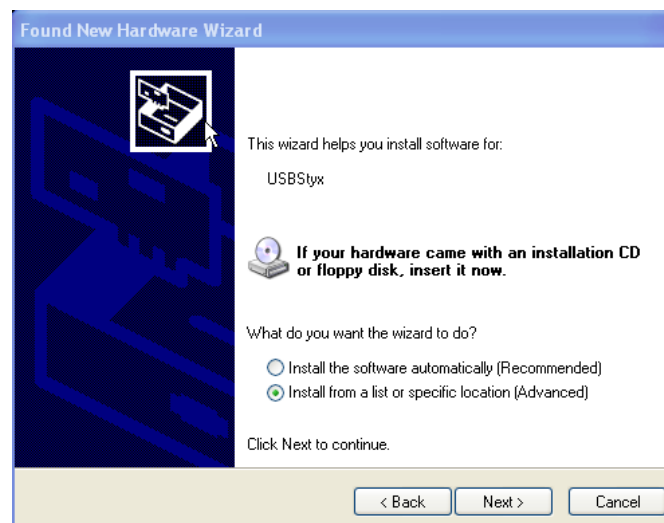 Found New Hardware Wizard
This wizard helps you install software for:
USBStyx
If your hardware came with an installation CD
or floppy disk, insert it now.
What do you want the wizard to do?
Install the software automatically (Recommended)
Install from a list or specific location (Advanced)
Click Next to continue.
< Back Next > Cancel